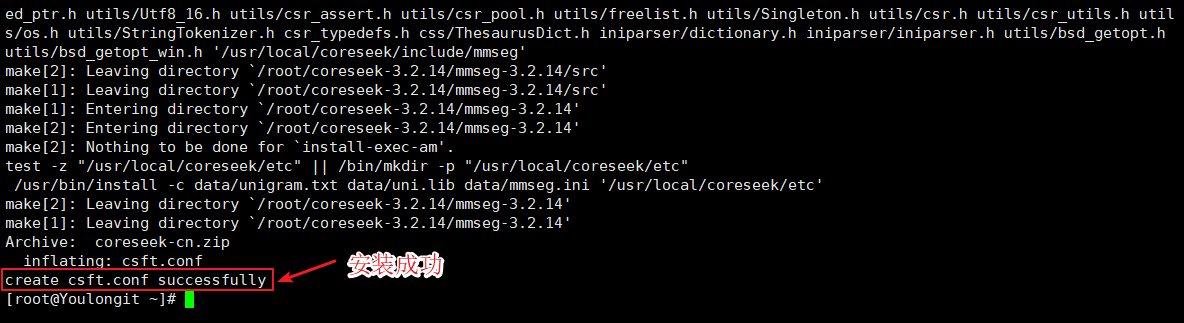 ed_ptr.h utils/Utf8_16.h utils/csr_assert.h utils/csr_pool.h utils/freelist.h utils/Singleton.h utils/csr.h utils/csr_utils.h util
s/os.h utils/StringTokenizer.h csr_typedefs.h css/ThesaurusDict.h iniparser/dictionary.h iniparser/iniparser.h utils/bsd_getopt.h
utils/bsd_getopt_win.h '/usr/local/coreseek/include/mmseg'
make[2]: Leaving directory `/root/coreseek-3.2.14/mmseg-3.2.14/src'
make[1]: Leaving directory `/root/coreseek-3.2.14/mmseg-3.2.14/src'
make[1]: Entering directory `/root/coreseek-3.2.14/mmseg-3.2.14'
make[2]: Entering directory `/root/coreseek-3.2.14/mmseg-3.2.14'
make[2]: Nothing to be done for `install-exec-am'.
test -z "/usr/local/coreseek/etc" || /bin/mkdir -p "/usr/local/coreseek/etc"
 /usr/bin/install -c data/unigram.txt data/uni.lib data/mmseg.ini '/usr/local/coreseek/etc'
make[2]: Leaving directory `/root/coreseek-3.2.14/mmseg-3.2.14'
make[1]: Leaving directory `/root/coreseek-3.2.14/mmseg-3.2.14'
Archive:  coreseek-cn.zip
  inflating: csft.conf
安装成功
create csft.conf successfully
[root@Youlongit ~]#